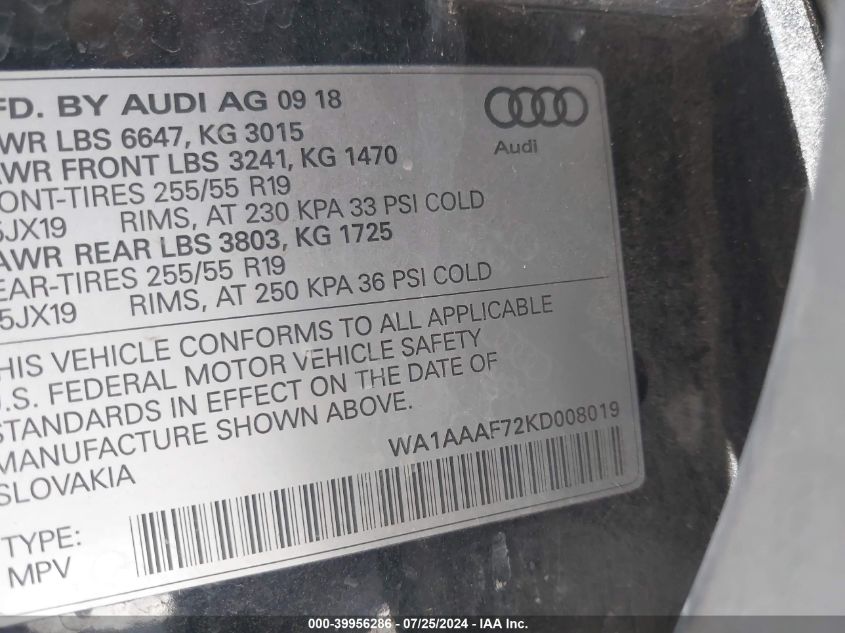 FD. BY AUDI AG 09 18
WR LBS 6647, KG 3015
AWR FRONT LBS 3241, KG 1470
ONT-TIRES 255/55 R19
5JX19 RIMS, AT 230 KPA 33 PSI COLD
AWR REAR LBS 3803, KG 1725
EAR-TIRES 255/55 R19
5JX19 RIMS, AT 250 KPA 36 PSI COLD
Audi
HIS VEHICLE CONFORMS TO ALL APPLICABLE
U.S. FEDERAL MOTOR VEHICLE SAFETY
STANDARDS IN EFFECT ON THE DATE OF
MANUFACTURE SHOWN ABOVE.
WA1AAAF72KD008019
SLOVAKIA
TYPE:
MPV
000-39956286 - 07/25/2024 - IAA Inc.